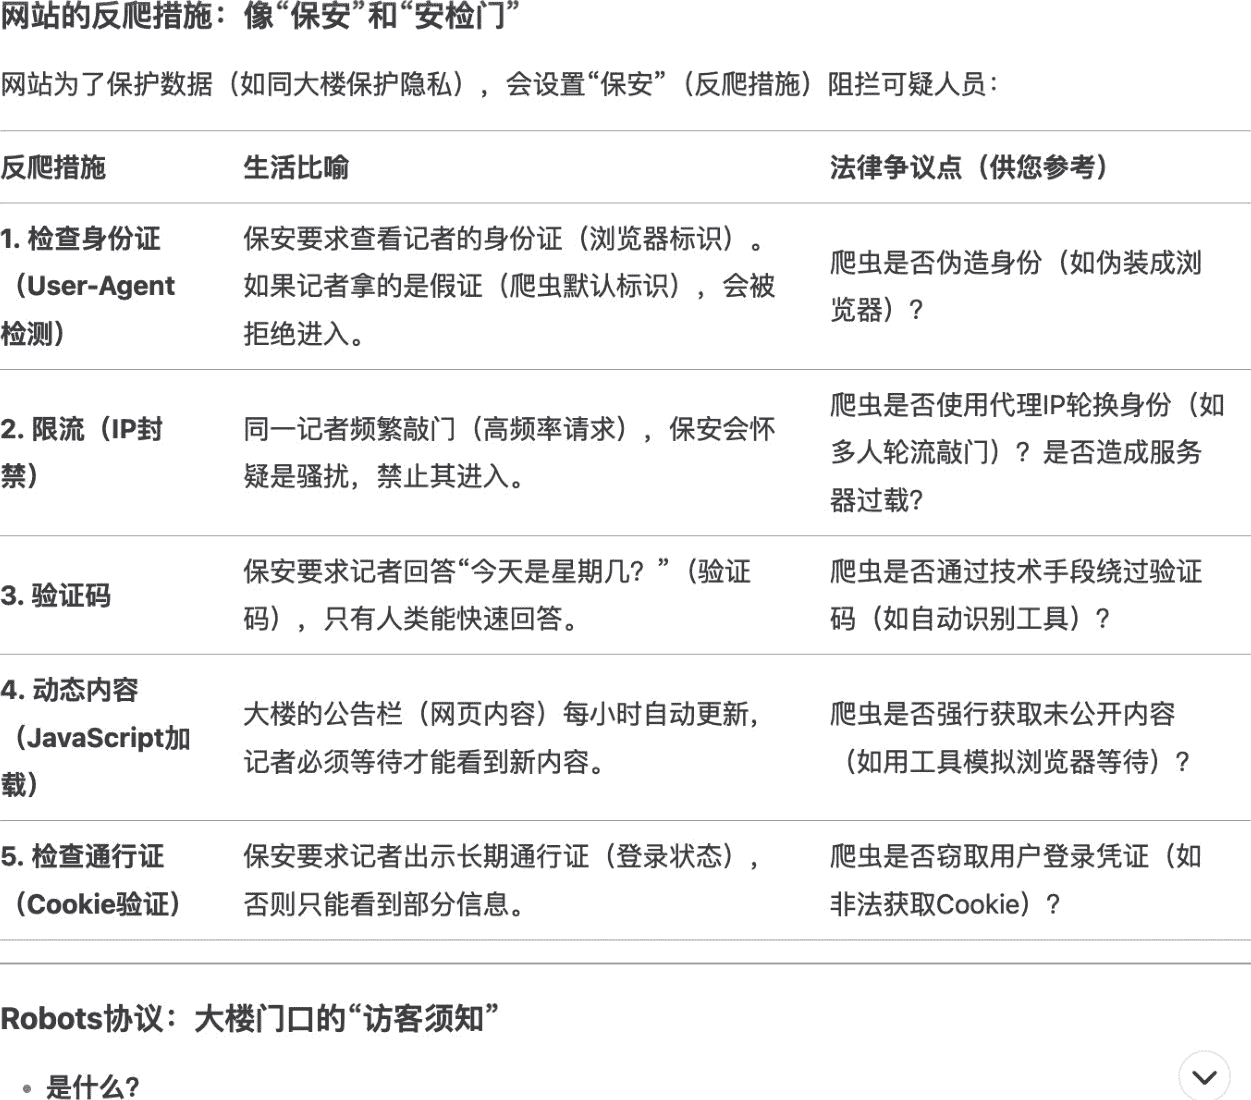 网站的反爬措施：像“保安”和“安检门”
网站为了保护数据（如同大楼保护隐私），会设置“保安”（反爬措施）阻拦可疑人员：
反爬措施
生活比喻
法律争议点（供您参考）
1. 检查身份证
（User-Agent
检测）
保安要求查看记者的身份证（浏览器标识）。
如果记者拿的是假证（爬虫默认标识），会被
拒绝进入。
爬虫是否伪造身份（如伪装成浏
览器）？
2. 限流（IP封
禁）
同一记者频繁敲门（高频率请求），保安会怀
疑是骚扰，禁止其进入。
爬虫是否使用代理IP轮换身份（如
多人轮流敲门）？是否造成服务
器过载?
3. 验证码
保安要求记者回答“今天是星期几？”（验证
码），只有人类能快速回答。
爬虫是否通过技术手段绕过验证
码（如自动识别工具）?
4. 动态内容
（JavaScript加
载）
大楼的公告栏（网页内容）每小时自动更新，
记者必须等待才能看到新内容。
爬虫是否强行获取未公开内容
（如用工具模拟浏览器等待）?
5. 检查通行证
（Cookie验证）
保安要求记者出示长期通行证（登录状态），
否则只能看到部分信息。
爬虫是否窃取用户登录凭证（如
非法获取Cookie）?
Robots协议：大楼门口的“访客须知”
• 是什么?